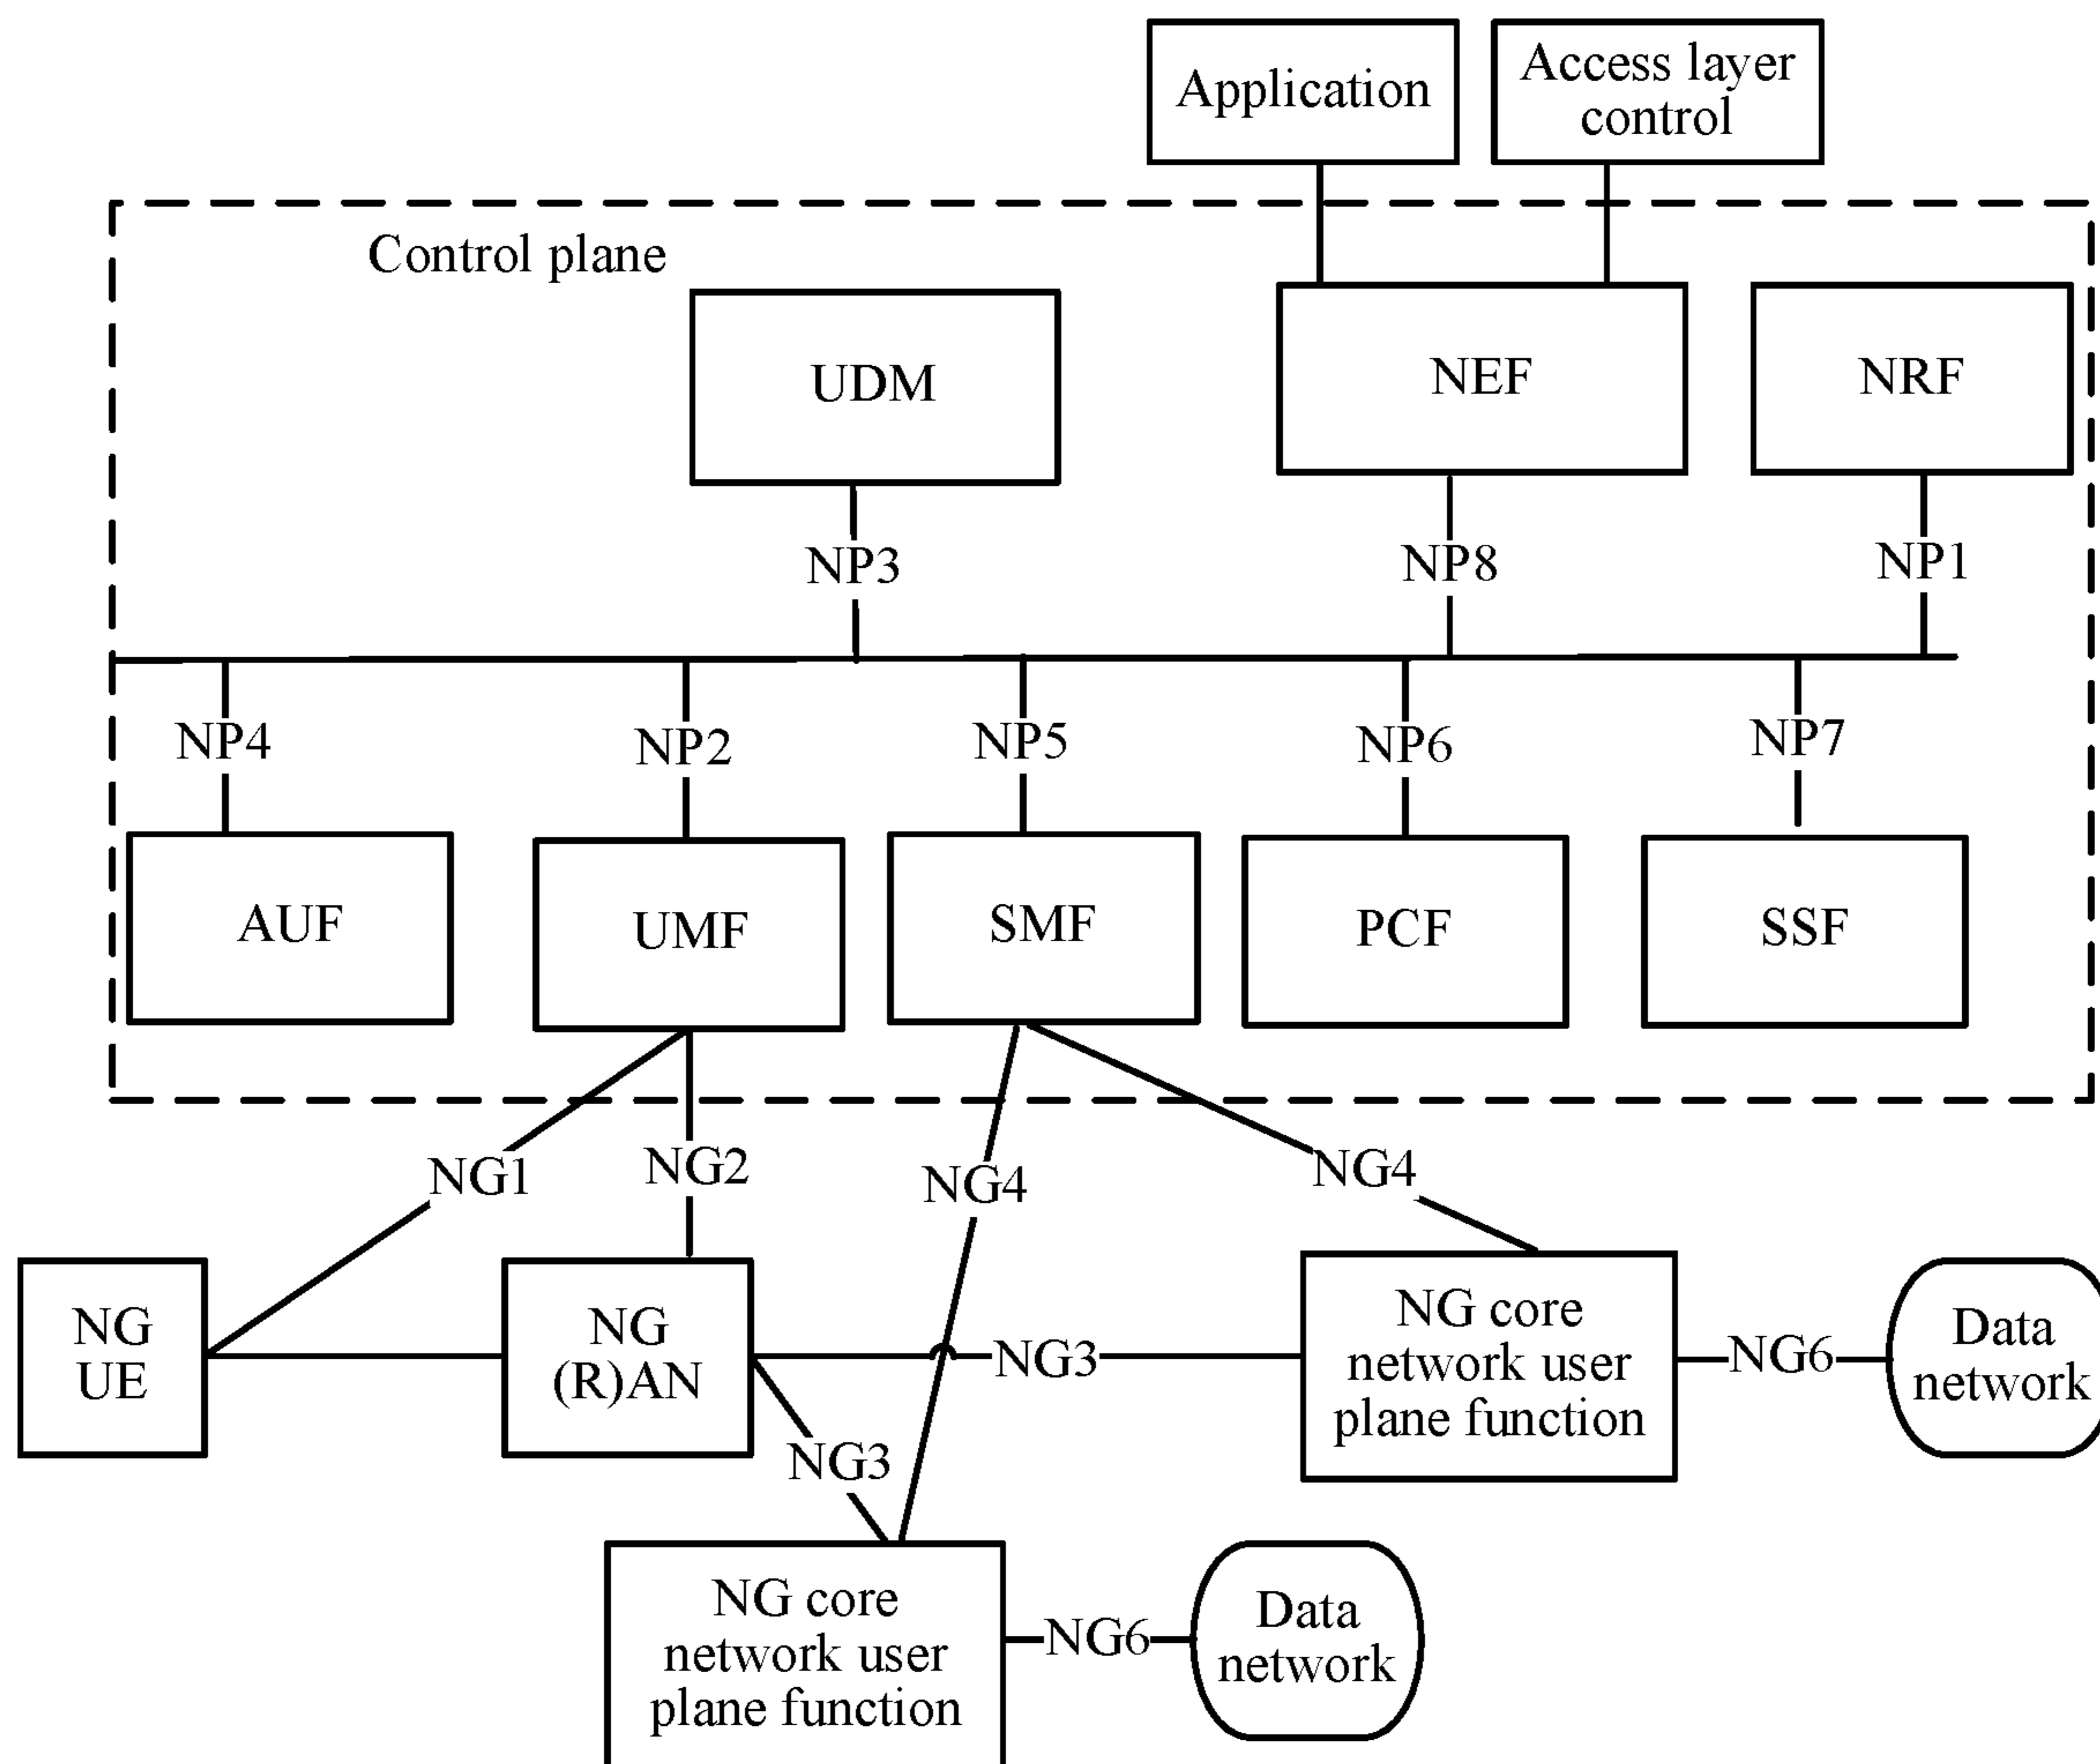 Application
Access layer
control
Control plane
UDM
NEF
NRF
NP3
NP8
NP1
NP4
NP2
NP5
NP6
NP7
AUF
UMF
SMF
PCF
SSF
NG1
NG2
NG4
NG4
NG
UE
NG
(R)AN
NG3
NG core
network user
plane function
NG6
Data
network
NG3
NG core
network user
plane function
NG6
Data
network